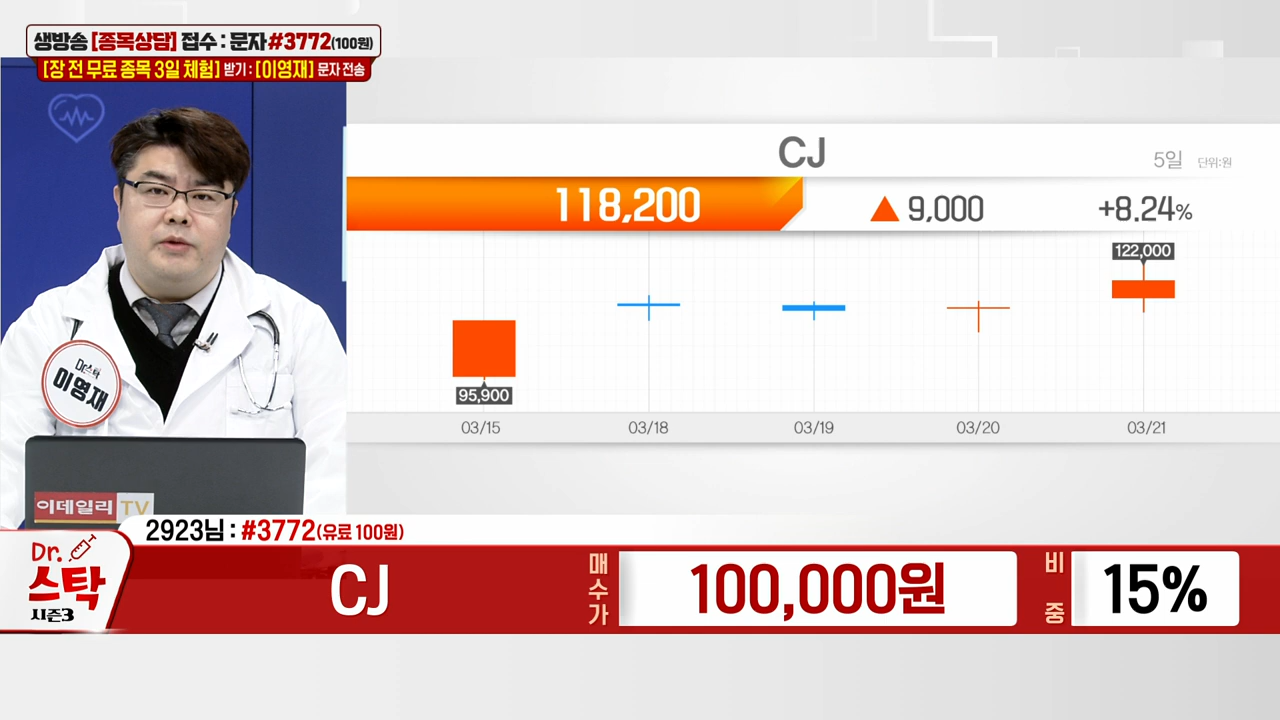 생방송 [종목상담] 접수 : 문자#3772(100원)
[장 전 무료 종목 3일 체험] 받기 : [이영재] 문자 전송
CJ
5일 단위:원
118,200 ▲ 9,000 +8.24%
122,000
95,900
03/15 03/18 03/19 03/20 03/21
Dr.스탁
이영재
이데일리 TV
2923님 : #3772(유료 100원)
Dr.
스탁
시즌3
CJ 매수가 100,000원 비중 15%